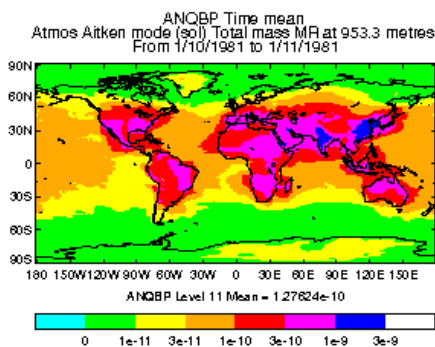 ANQBP Time mean
Atmos Aitken mode (sol) Total mass MR at 953.3 metres
From 1/10/1981 to 1/11/1981
90N
60N
30N
0
30S
60S
90S
180 150W 120W 90W 60W 30W 0 30E 60E 90E 120E 150E
ANQBP Level 11 Mean = 1.27624e-10
0 1e-11 3e-11 1e-10 3e-10 1e-9 3e-9